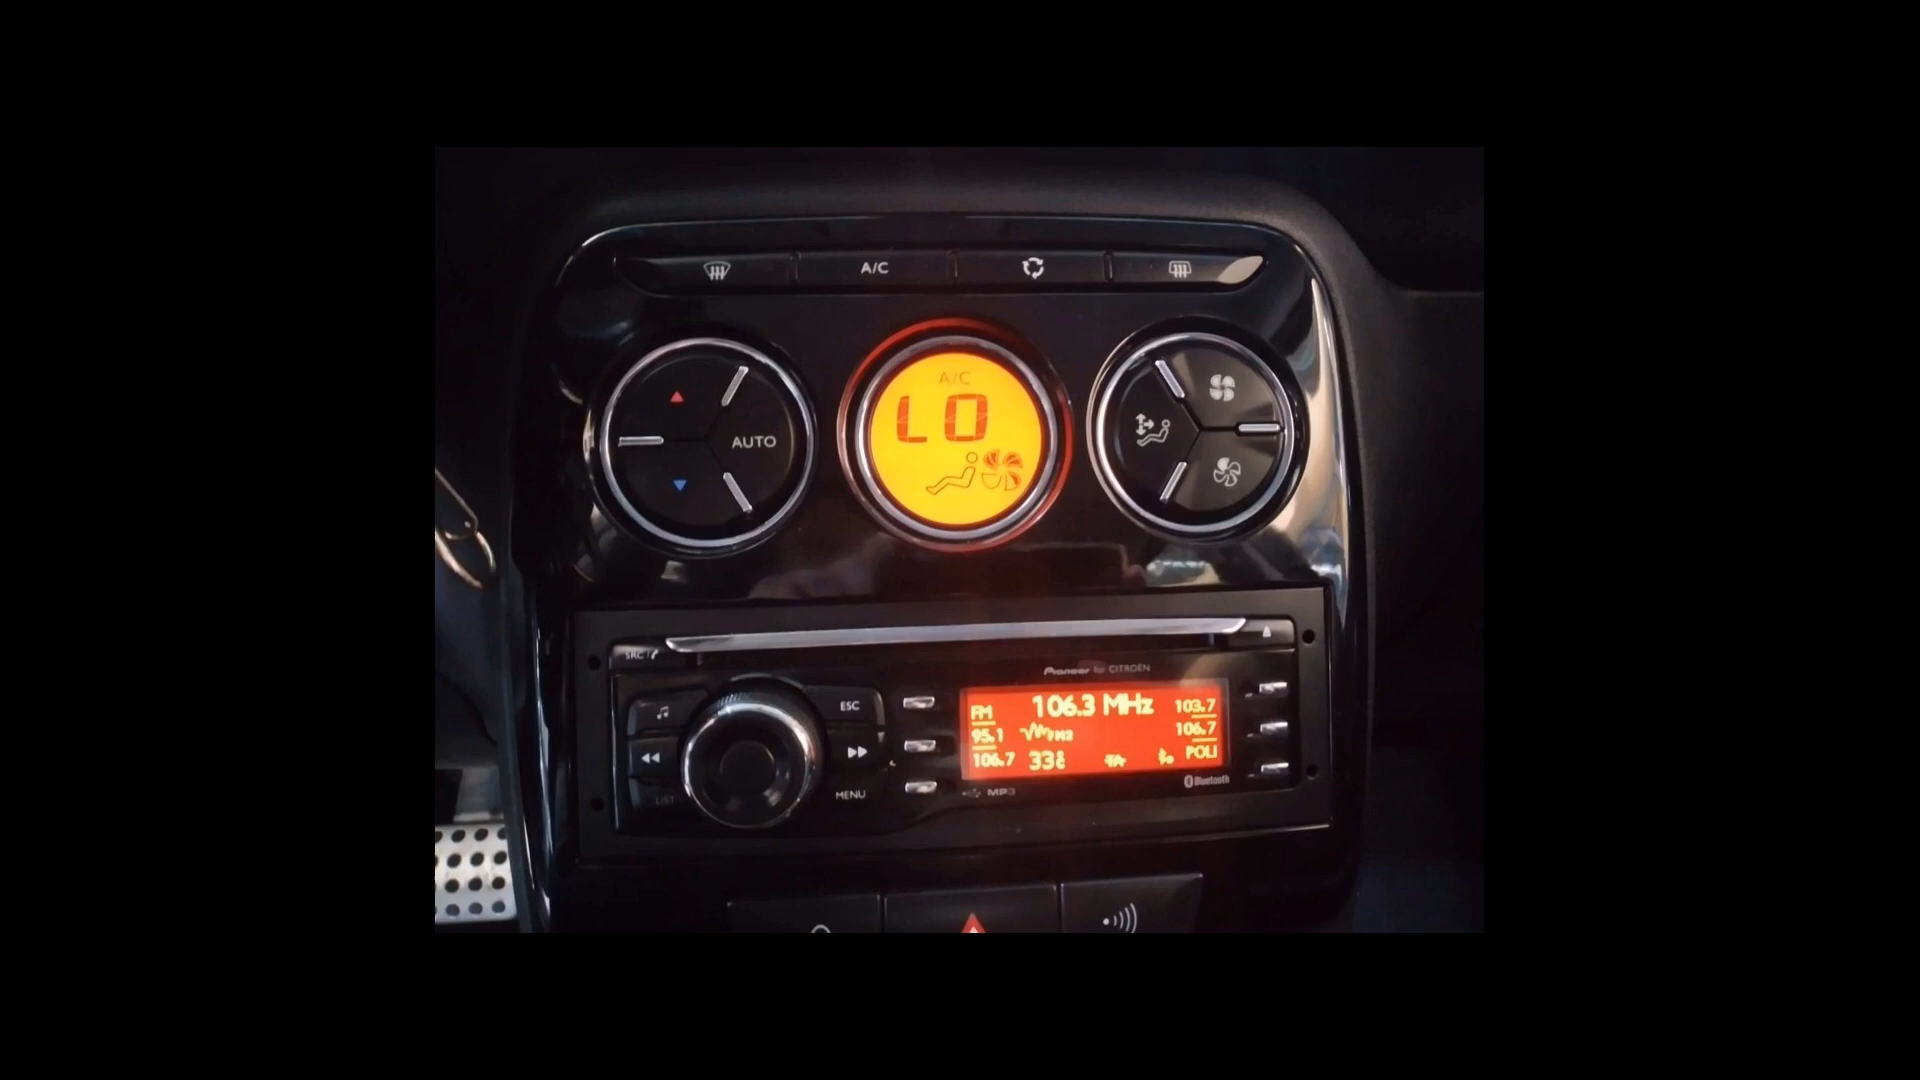 A/C
A/C
LO
AUTO
SRC
Pioneer for CITROËN
ESC
FM
106.3 MHz
103.7
95.1
106.7
106.7
33°C
TA
POLI
MENU
LIST
MP3
Bluetooth